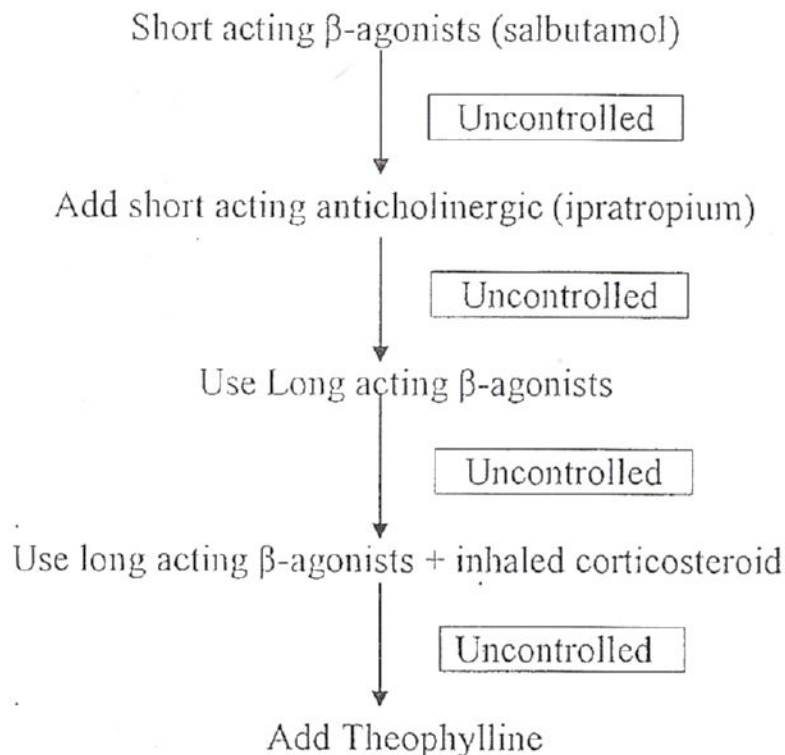 Short acting β-agonists (salbutamol)
Uncontrolled
Add short acting anticholinergic (ipratropium)
Uncontrolled
Use Long acting β-agonists
Uncontrolled
Use long acting β-agonists + inhaled corticosteroid
Uncontrolled
Add Theophylline